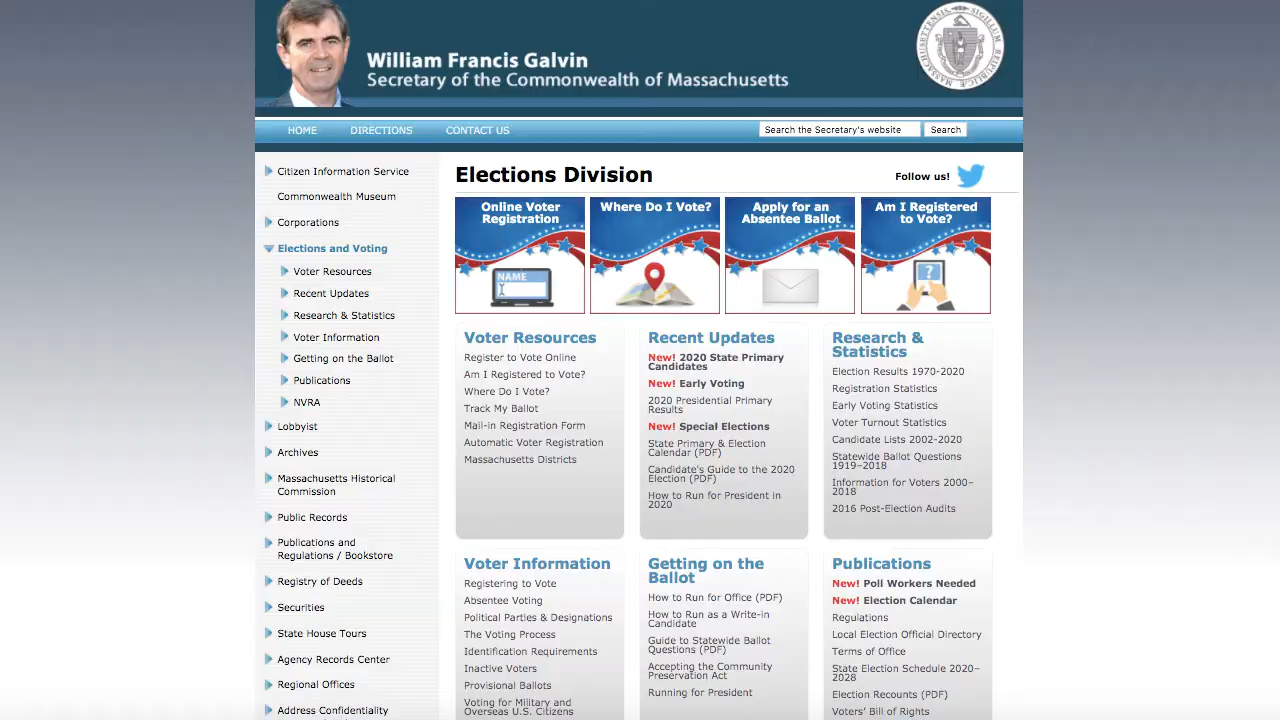 William Francis Galvin
Secretary of the Commonwealth of Massachusetts
HOME
DIRECTIONS
CONTACT US
Search the Secretary's website
Search
Citizen Information Service
Commonwealth Museum
Corporations
Elections and Voting
Voter Resources
Recent Updates
Research & Statistics
Voter Information
Getting on the Ballot
Publications
NVRA
Lobbyist
Archives
Massachusetts Historical
Commission
Public Records
Publications and
Regulations / Bookstore
Registry of Deeds
Securities
State House Tours
Agency Records Center
Regional Offices
Address Confidentiality
Elections Division
Follow us!
Online Voter
Registration
NAME
Where Do I Vote?
Apply for an
Absentee Ballot
Am I Registered
to Vote?
?
Voter Resources
Register to Vote Online
Am I Registered to Vote?
Where Do I Vote?
Track My Ballot
Mail-in Registration Form
Automatic Voter Registration
Massachusetts Districts
Recent Updates
New! 2020 State Primary
Candidates
New! Early Voting
2020 Presidential Primary
Results
New! Special Elections
State Primary & Election
Calendar (PDF)
Candidate's Guide to the 2020
Election (PDF)
How to Run for President in
2020
Research &
Statistics
Election Results 1970-2020
Registration Statistics
Early Voting Statistics
Voter Turnout Statistics
Candidate Lists 2002-2020
Statewide Ballot Questions
1919–2018
Information for Voters 2000–
2018
2016 Post-Election Audits
Voter Information
Registering to Vote
Absentee Voting
Political Parties & Designations
The Voting Process
Identification Requirements
Inactive Voters
Provisional Ballots
Voting for Military and
Overseas U.S. Citizens
Getting on the
Ballot
How to Run for Office (PDF)
How to Run as a Write-in
Candidate
Guide to Statewide Ballot
Questions (PDF)
Accepting the Community
Preservation Act
Running for President
Publications
New! Poll Workers Needed
New! Election Calendar
Regulations
Local Election Official Directory
Terms of Office
State Election Schedule 2020–
2028
Election Recounts (PDF)
Voters' Bill of Rights